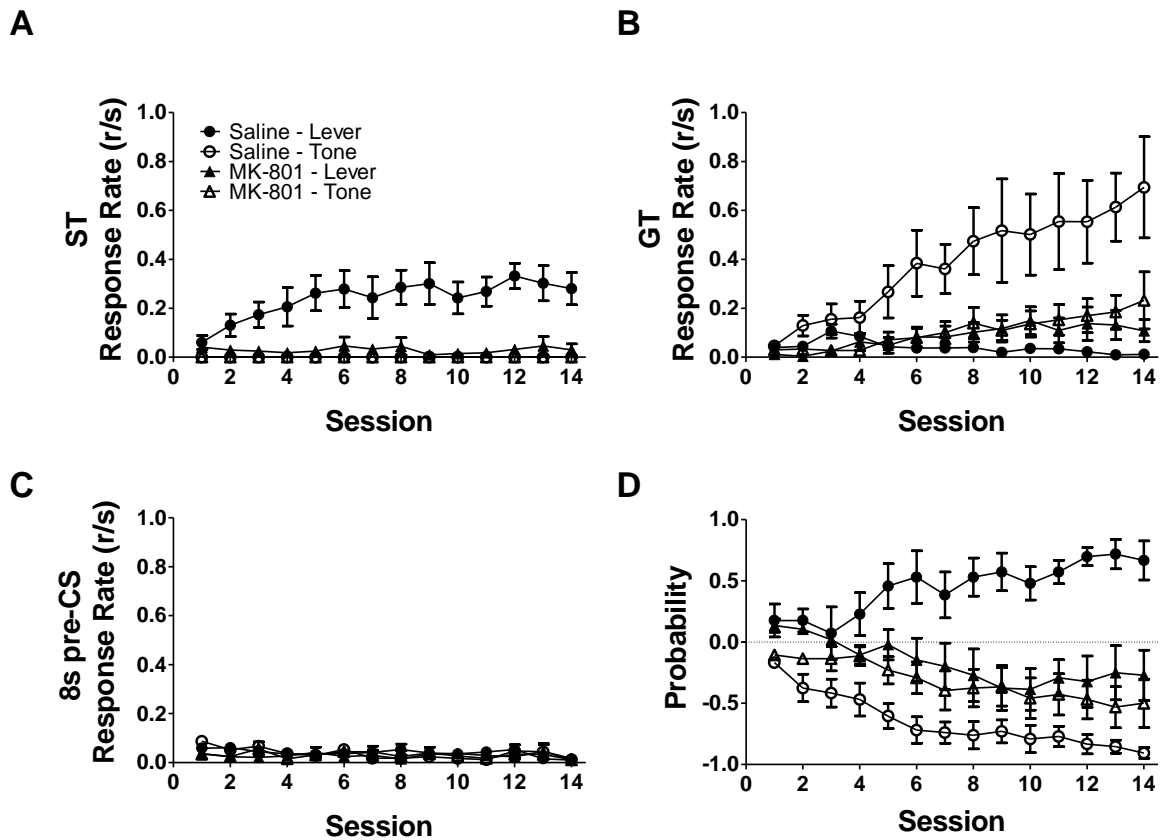 A
ST
Response Rate (r/s)
1.0
0.8
0.6
0.4
0.2
0.0
Saline - Lever
Saline - Tone
MK-801 - Lever
MK-801 - Tone
0 2 4 6 8 10 12 14
Session
B
GT
Response Rate (r/s)
1.0
0.8
0.6
0.4
0.2
0.0
0 2 4 6 8 10 12 14
Session
C
8s pre-CS
Response Rate (r/s)
1.0
0.8
0.6
0.4
0.2
0.0
0 2 4 6 8 10 12 14
Session
D
Probability
1.0
0.5
0.0
-0.5
-1.0
0 2 4 6 8 10 12 14
Session